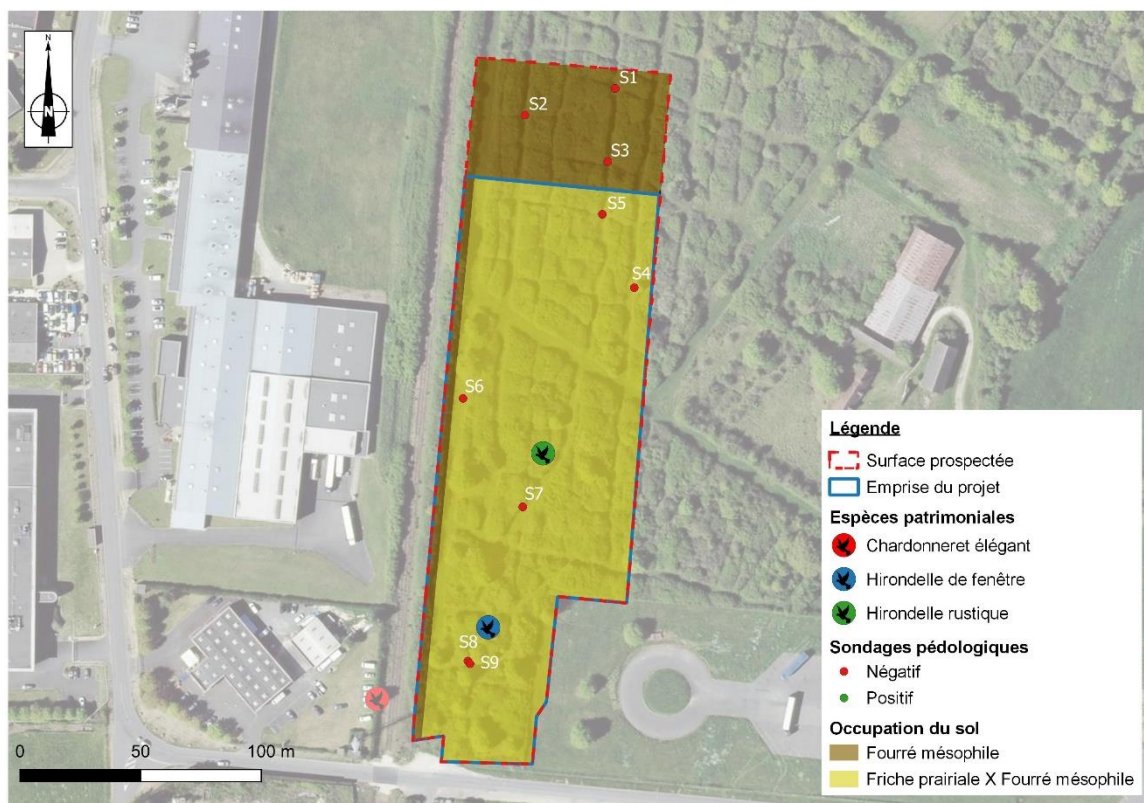 N
N
S1
S2
S3
S5
S4
S6
S7
S8
S9
0 50 100 m
Légende
Surface prospectée
Emprise du projet
Espèces patrimoniales
Chardonneret élégant
Hirondelle de fenêtre
Hirondelle rustique
Sondages pédologiques
Négatif
Positif
Occupation du sol
Fourré mésophile
Friche prairiale X Fourré mésophile